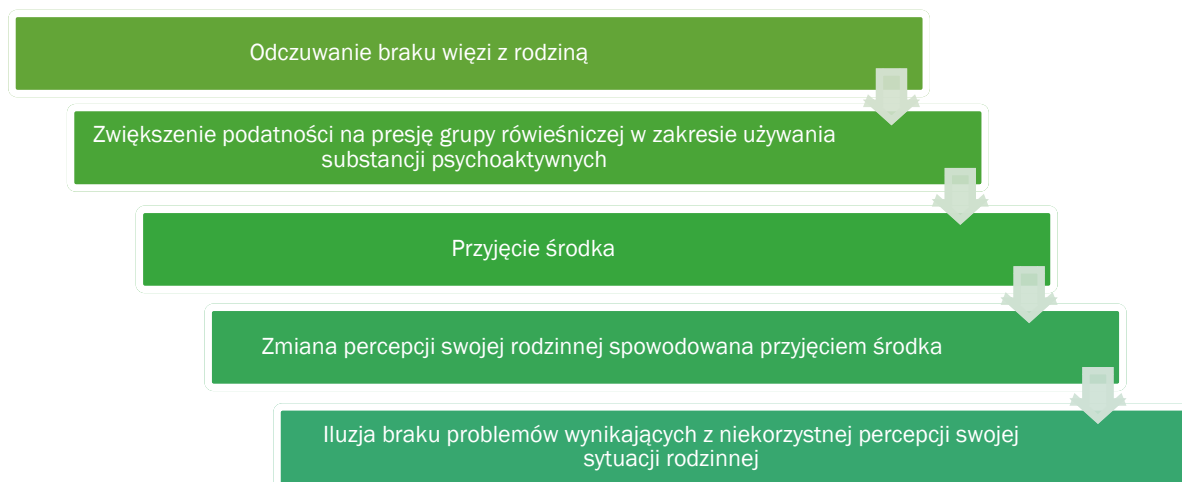 Odczuwanie braku więzi z rodziną
Zwiększenie podatności na presję grupy rówieśniczej w zakresie używania
substancji psychoaktywnych
Przyjęcie środka
Zmiana percepcji swojej rodzinnej spowodowana przyjęciem środka
Iluzja braku problemów wynikających z niekorzystnej percepcji swojej
sytuacji rodzinnej